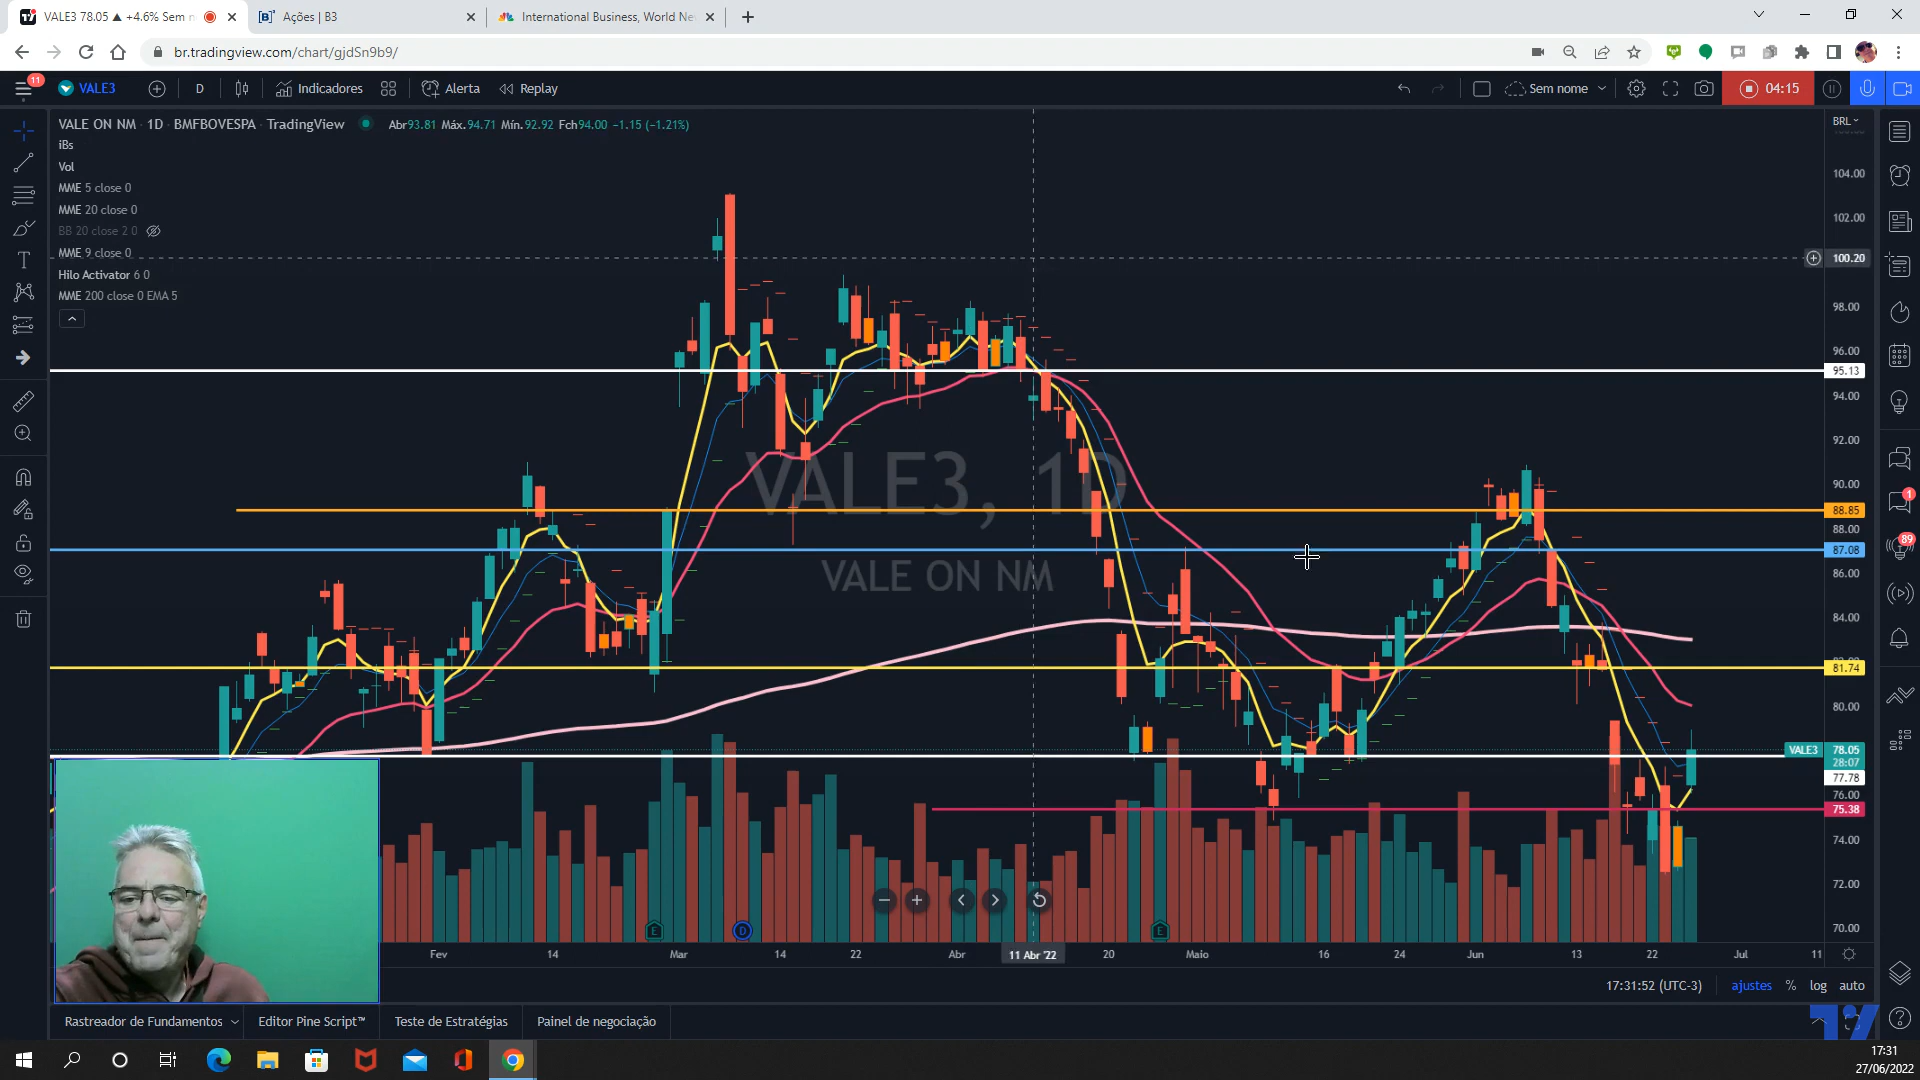 VALE3 78.05 ▲ +4.6% Sem n
Ações | B3
International Business, World Ne
br.tradingview.com/chart/gjdSn9b9/
11
VALE3
D
Indicadores
Alerta
Replay
Sem nome
04:15
VALE ON NM · 1D · BMFBOVESPA · TradingView
Abr93.81 Máx.94.71 Mín.92.92 Fch94.00 −1.15 (−1.21%)
BRL
iBs
Vol
MME 5 close 0
MME 20 close 0
BB 20 close 2 0
MME 9 close 0
Hilo Activator 6 0
MME 200 close 0 EMA 5
104.00
102.00
100.20
98.00
96.00
95.13
94.00
92.00
90.00
88.85
88.00
87.08
86.00
84.00
81.74
80.00
VALE3 78.05
28:07
77.78
76.00
75.38
74.00
72.00
70.00
VALE3, 1D
VALE ON NM
1
89
E
D
E
Fev
14
Mar
14
22
Abr
11 Abr '22
20
Maio
16
24
Jun
13
22
Jul
11
17:31:52 (UTC-3)
ajustes
%
log
auto
Rastreador de Fundamentos
Editor Pine Script™
Teste de Estratégias
Painel de negociação
17:31
27/06/2022